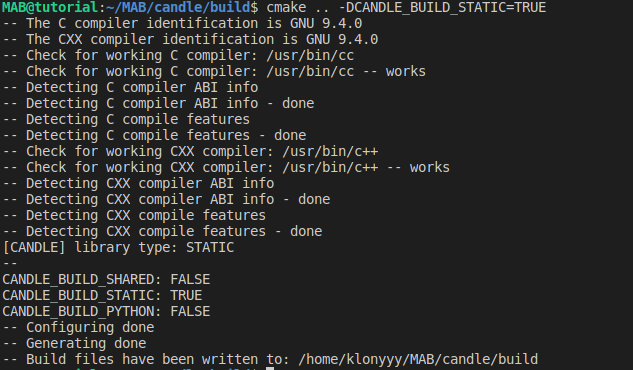 MAB@tutorial:~/MAB/candle/build$ cmake .. -DCANDLE_BUILD_STATIC=TRUE
-- The C compiler identification is GNU 9.4.0
-- The CXX compiler identification is GNU 9.4.0
-- Check for working C compiler: /usr/bin/cc
-- Check for working C compiler: /usr/bin/cc -- works
-- Detecting C compiler ABI info
-- Detecting C compiler ABI info - done
-- Detecting C compile features
-- Detecting C compile features - done
-- Check for working CXX compiler: /usr/bin/c++
-- Check for working CXX compiler: /usr/bin/c++ -- works
-- Detecting CXX compiler ABI info
-- Detecting CXX compiler ABI info - done
-- Detecting CXX compile features
-- Detecting CXX compile features - done
[CANDLE] library type: STATIC
--
CANDLE_BUILD_SHARED: FALSE
CANDLE_BUILD_STATIC: TRUE
CANDLE_BUILD_PYTHON: FALSE
-- Configuring done
-- Generating done
-- Build files have been written to: /home/klonyyy/MAB/candle/build